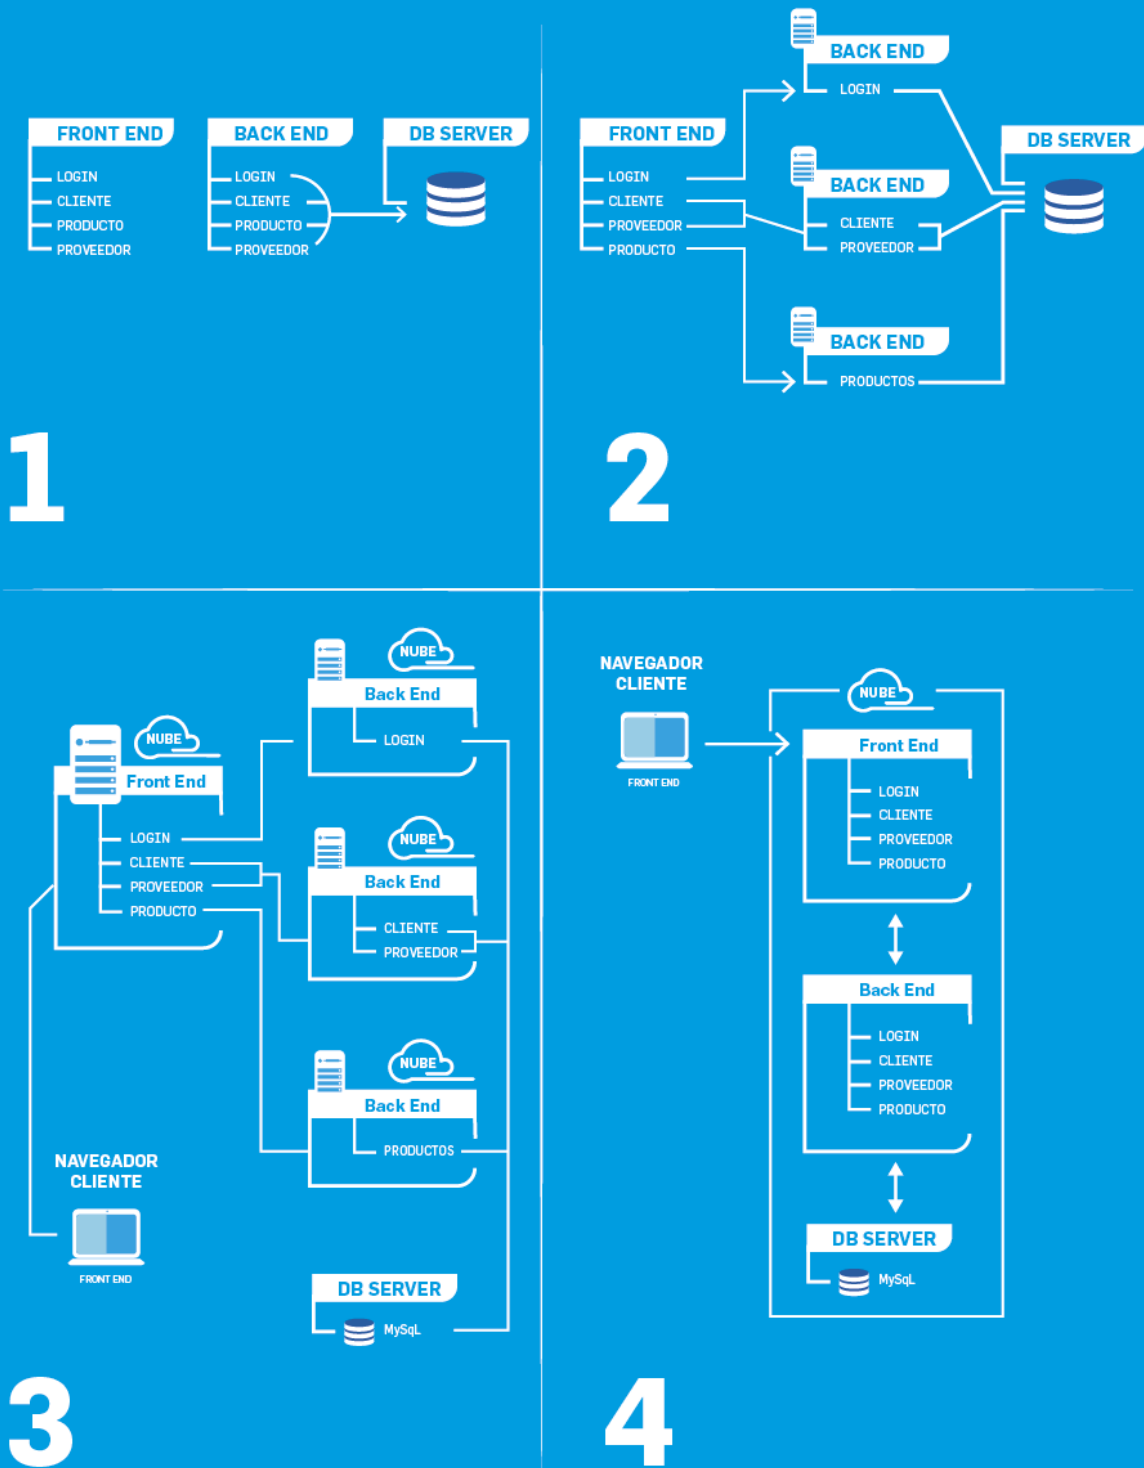 FRONT END
LOGIN
CLIENTE
PRODUCTO
PROVEEDOR
BACK END
LOGIN
CLIENTE
PRODUCTO
PROVEEDOR
DB SERVER
1
FRONT END
LOGIN
CLIENTE
PROVEEDOR
PRODUCTO
BACK END
LOGIN
BACK END
CLIENTE
PROVEEDOR
BACK END
PRODUCTOS
DB SERVER
2
NUBE
Front End
LOGIN
CLIENTE
PROVEEDOR
PRODUCTO
NAVEGADOR
CLIENTE
FRONT END
NUBE
Back End
LOGIN
NUBE
Back End
CLIENTE
PROVEEDOR
NUBE
Back End
PRODUCTOS
DB SERVER
MySqL
3
NAVEGADOR
CLIENTE
FRONT END
NUBE
Front End
LOGIN
CLIENTE
PROVEEDOR
PRODUCTO
Back End
LOGIN
CLIENTE
PROVEEDOR
PRODUCTO
DB SERVER
MySqL
4